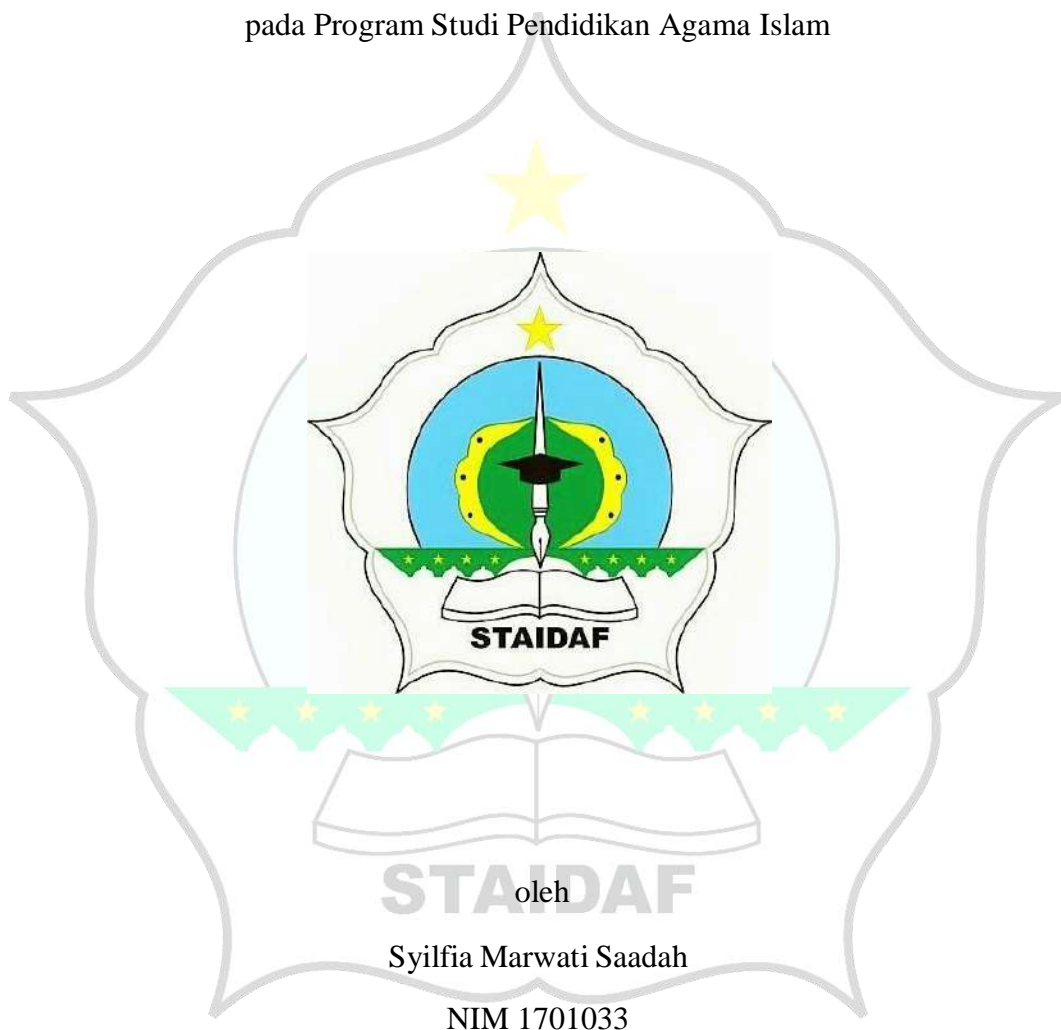 pada Program Studi Pendidikan Agama Islam
STAIDAF
STAIDAF
oleh
Syilfia Marwati Saadah
NIM 1701033